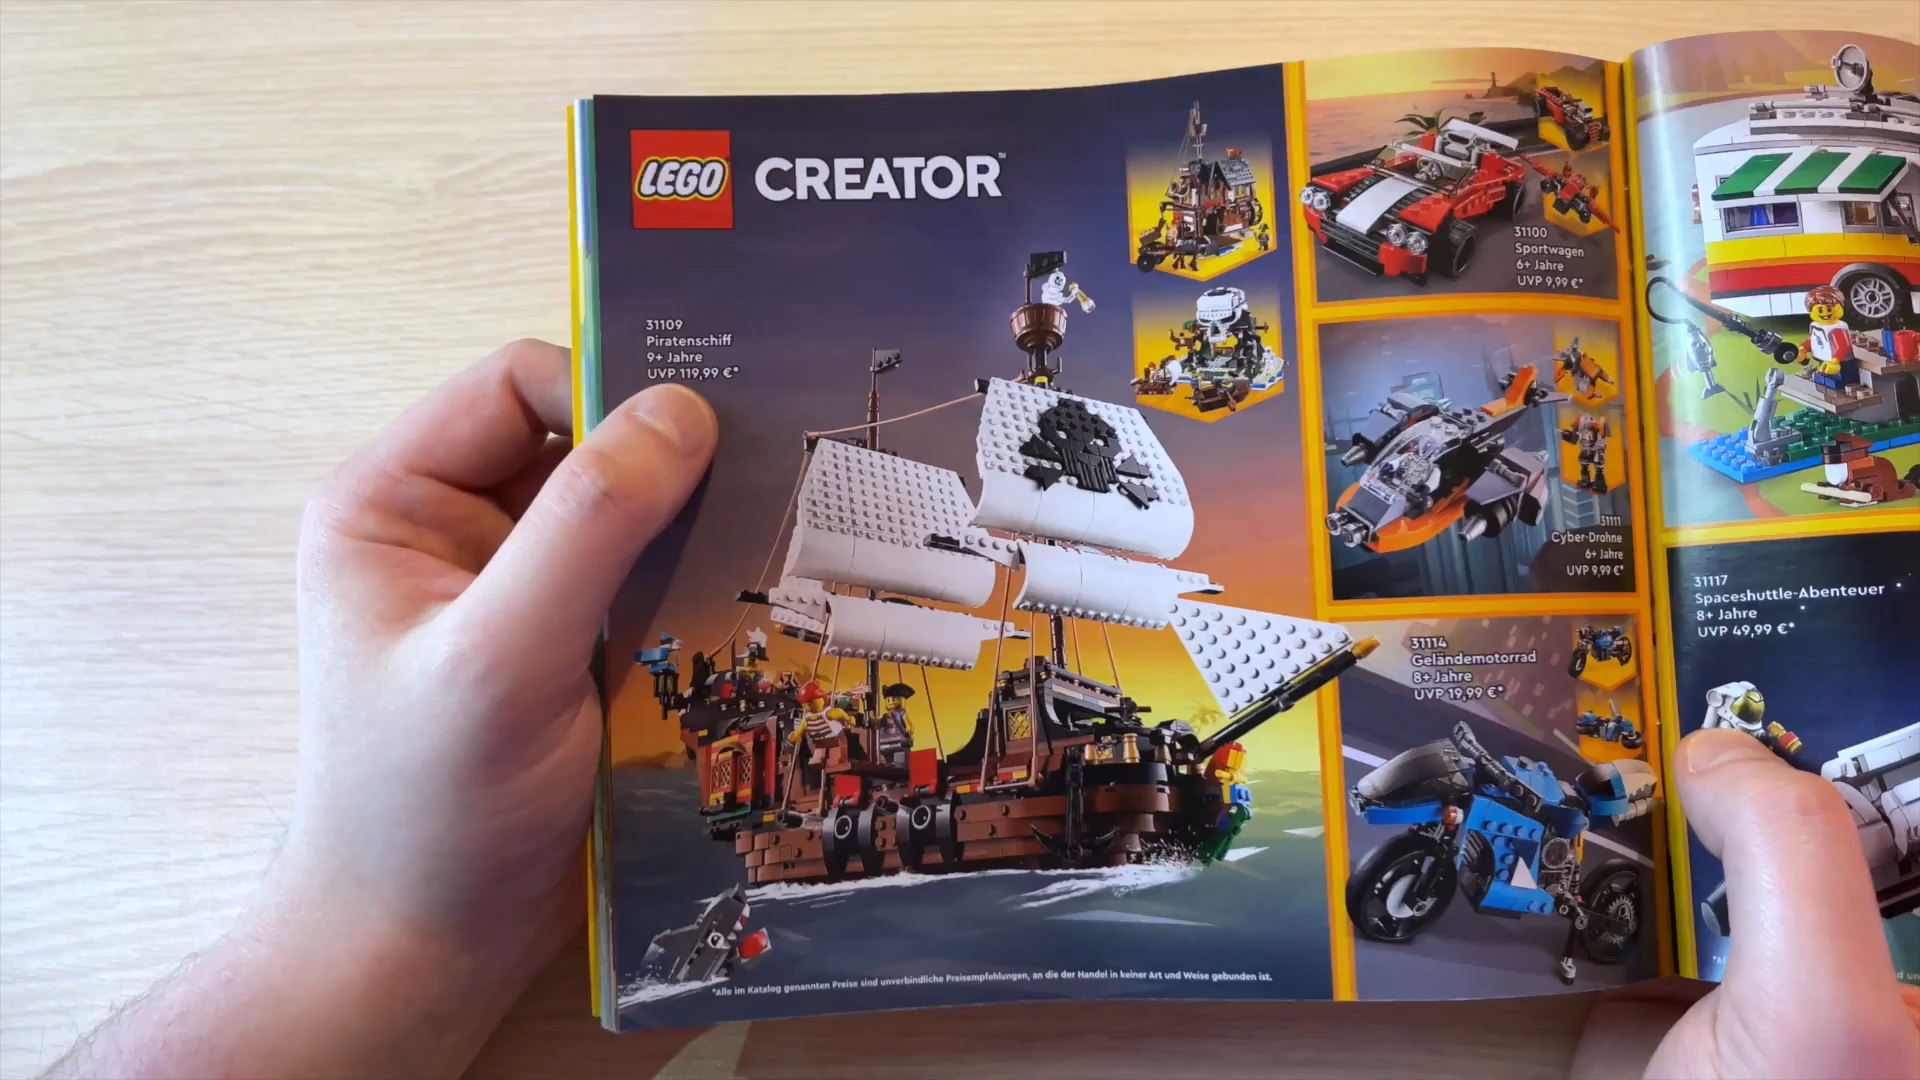 LEGO CREATOR™
31109
Piratenschiff
9+ Jahre
UVP 119,99 €*
31100
Sportwagen
6+ Jahre
UVP 9,99 €*
31111
Cyber-Drohne
6+ Jahre
UVP 9,99 €*
31114
Geländemotorrad
8+ Jahre
UVP 19,99 €*
*Alle im Katalog genannten Preise sind unverbindliche Preisempfehlungen, an die der Handel in keiner Art und Weise gebunden ist.
31117
Spaceshuttle-Abenteuer
8+ Jahre
UVP 49,99 €*